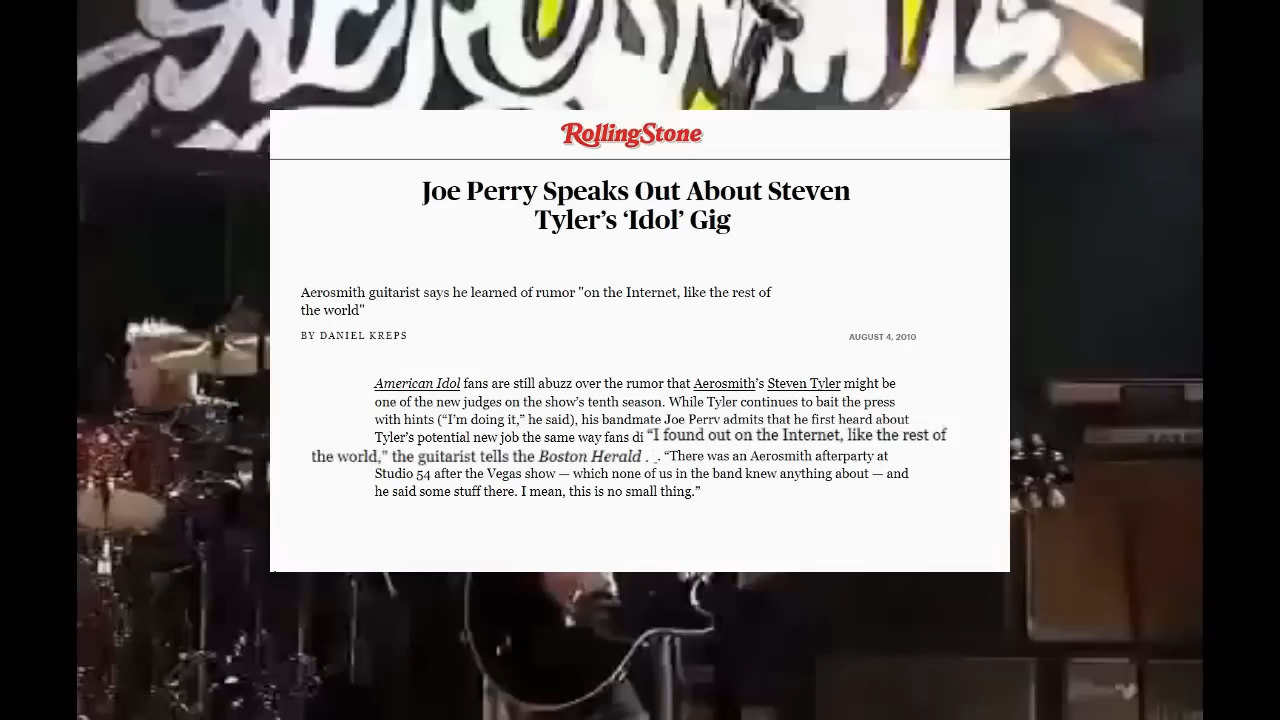 AEROSMITH
RollingStone
Joe Perry Speaks Out About Steven
Tyler’s ‘Idol’ Gig
Aerosmith guitarist says he learned of rumor "on the Internet, like the rest of
the world"
BY DANIEL KREPS
AUGUST 4, 2010
American Idol fans are still abuzz over the rumor that Aerosmith’s Steven Tyler might be
one of the new judges on the show’s tenth season. While Tyler continues to bait the press
with hints (“I’m doing it,” he said), his bandmate Joe Perry admits that he first heard about
Tyler’s potential new job the same way fans di “I found out on the Internet, like the rest of
the world,” the guitarist tells the Boston Herald . . “There was an Aerosmith afterparty at
Studio 54 after the Vegas show — which none of us in the band knew anything about — and
he said some stuff there. I mean, this is no small thing.”